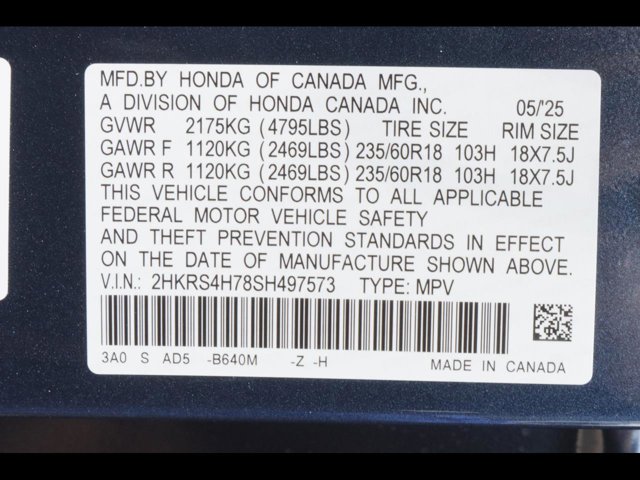 MFD.BY HONDA OF CANADA MFG.,
A DIVISION OF HONDA CANADA INC. 05/'25
GVWR 2175KG (4795LBS) TIRE SIZE RIM SIZE
GAWR F 1120KG (2469LBS) 235/60R18 103H 18X7.5J
GAWR R 1120KG (2469LBS) 235/60R18 103H 18X7.5J
THIS VEHICLE CONFORMS TO ALL APPLICABLE
FEDERAL MOTOR VEHICLE SAFETY
AND THEFT PREVENTION STANDARDS IN EFFECT
ON THE DATE OF MANUFACTURE SHOWN ABOVE.
V.I.N.: 2HKRS4H78SH497573 TYPE: MPV
3A0 S AD5 -B640M -Z -H MADE IN CANADA